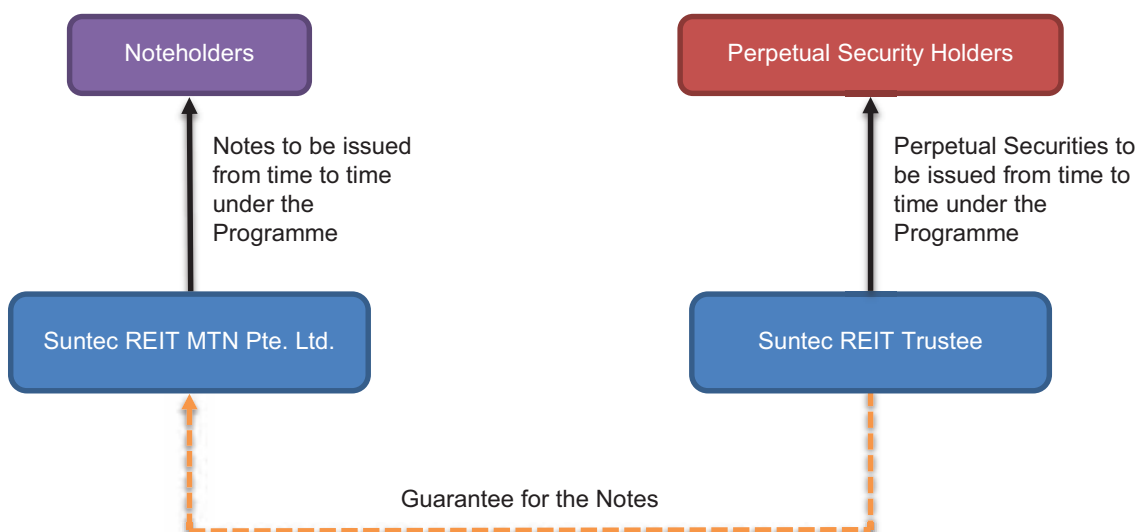 Noteholders
Perpetual Security Holders
Notes to be issued
from time to time
under the
Programme
Perpetual Securities to
be issued from time to
time under the
Programme
Suntec REIT MTN Pte. Ltd.
Suntec REIT Trustee
Guarantee for the Notes